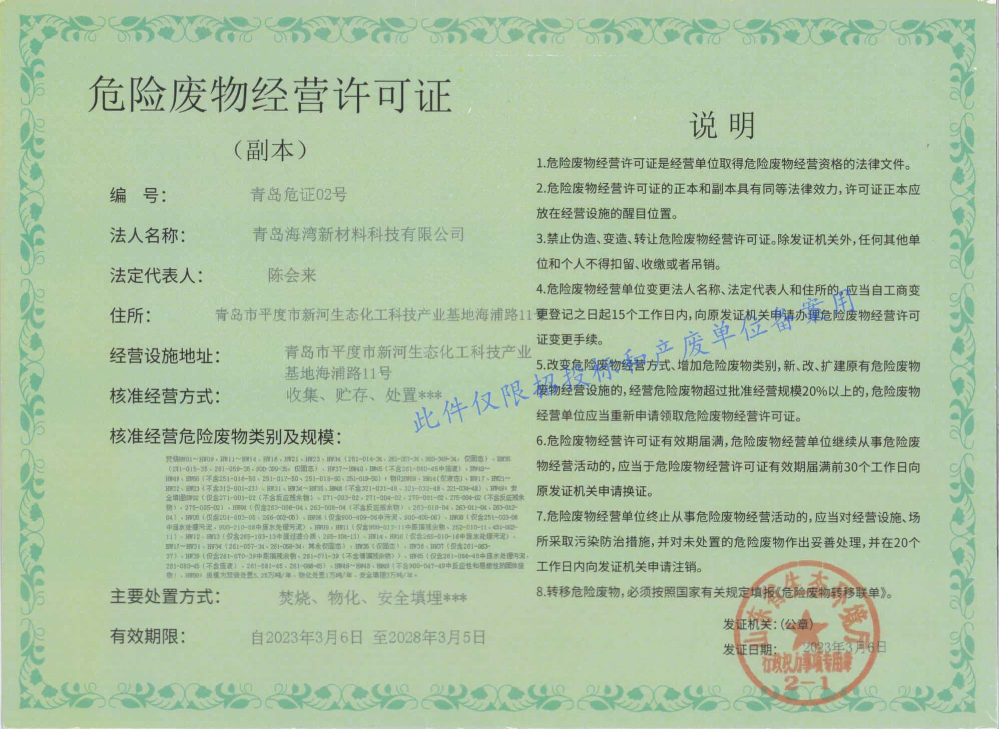 危险废物经营许可证
（副本）
编 号：青岛危证02号
法人名称：青岛海湾新材料科技有限公司
法定代表人：陈会来
住所：青岛市平度市新河生态化工科技产业基地海浦路11号
经营设施地址：青岛市平度市新河生态化工科技产业
基地海浦路11号
核准经营方式：收集、贮存、处置***
核准经营危险废物类别及规模：
焚烧HW01～HW09、HW11～HW14、HW16、HW21、HW23、HW34（251-014-34、261-057-34、900-349-34，仅固态）、HW35
（251-015-35、261-059-35、900-399-35，仅固态）、HW37～HW40、HW45（不含261-080-45中废液）、HW48～
HW49、HW50（不含251-016-50、251-017-50、251-018-50、251-019-50）；物化HW09、HW14(仅液态)、HW17、HW21～
HW22、HW23（不含312-001-23）、HW31、HW34～HW35、HW48（不含321-031-48、321-032-48、321-034-48）、HW49；安
全填埋HW02（仅含271-001-02（不含反应残余物）、271-003-02、271-004-02、275-001-02、275-004-02（不含反应残余
物）、275-005-02）、HW04（仅含263-006-04、263-008-04（不含反应残余物）、263-010-04、263-011-04、263-012-
04）、HW05（仅含201-003-05、266-002-05）、HW06（仅含900-409-06中污泥、900-405-06）、HW08（仅含251-003-08
中废水处理污泥、900-210-08中废水处理污泥）、HW09、HW11（仅含900-013-11中蒸馏残余物、252-010-11、451-002-
11）、HW12、HW13（仅含265-103-13中废过滤介质、265-104-13）、HW14、HW16（仅含266-010-16中废水处理污泥）、
HW17～HW31、HW34（261-057-34、261-058-34，其余仅固态）、HW35（仅固态）、HW36、HW37（仅含261-063-
37）、HW39（仅含261-070-39中蒸馏残余物、261-071-39（不含精馏残余物））、HW45（仅含261-084-45中废水处理污泥、
261-080-45（不含废液）、261-081-45、261-086-45）、HW46～HW48、HW49（不含900-047-49中反应性和易燃性的固体废
物）、HW50；规模为焚烧处置5.25万吨/年、物化处置1万吨/年、安全填埋3万吨/年。
主要处置方式：焚烧、物化、安全填埋***
有效期限：自2023年3月6日 至2028年3月5日
说 明
1.危险废物经营许可证是经营单位取得危险废物经营资格的法律文件。
2.危险废物经营许可证的正本和副本具有同等法律效力，许可证正本应
放在经营设施的醒目位置。
3.禁止伪造、变造、转让危险废物经营许可证。除发证机关外，任何其他单
位和个人不得扣留、收缴或者吊销。
4.危险废物经营单位变更法人名称、法定代表人和住所的，应当自工商变
更登记之日起15个工作日内，向原发证机关申请办理危险废物经营许可
证变更手续。
5.改变危险废物经营方式、增加危险废物类别，新、改、扩建原有危险废物
废物经营设施的，经营危险废物超过批准经营规模20%以上的，危险废物
经营单位应当重新申请领取危险废物经营许可证。
6.危险废物经营许可证有效期届满，危险废物经营单位继续从事危险废
物经营活动的，应当于危险废物经营许可证有效期届满前30个工作日向
原发证机关申请换证。
7.危险废物经营单位终止从事危险废物经营活动的，应当对经营设施、场
所采取污染防治措施，并对未处置的危险废物作出妥善处理，并在20个
工作日内向发证机关申请注销。
8.转移危险废物，必须按照国家有关规定填报《危险废物转移联单》。
发证机关：（公章）
发证日期：2023年3月6日
山东省生态环境厅
行政权力事项专用章
2-1
此件仅限招投标和产废单位备案用